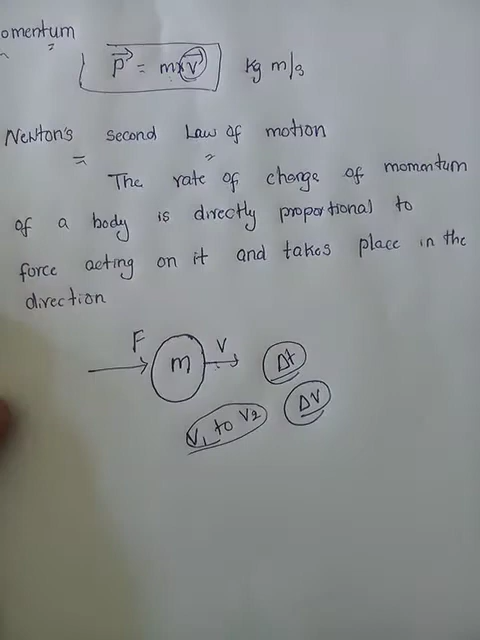 omentum
P = m×v kg m/s
Newton's second Law of motion
The rate of change of momentum
of a body is directly proportional to
force acting on it and takes place in the
direction
F
m
v
Δt
Δv
V₁ to V₂